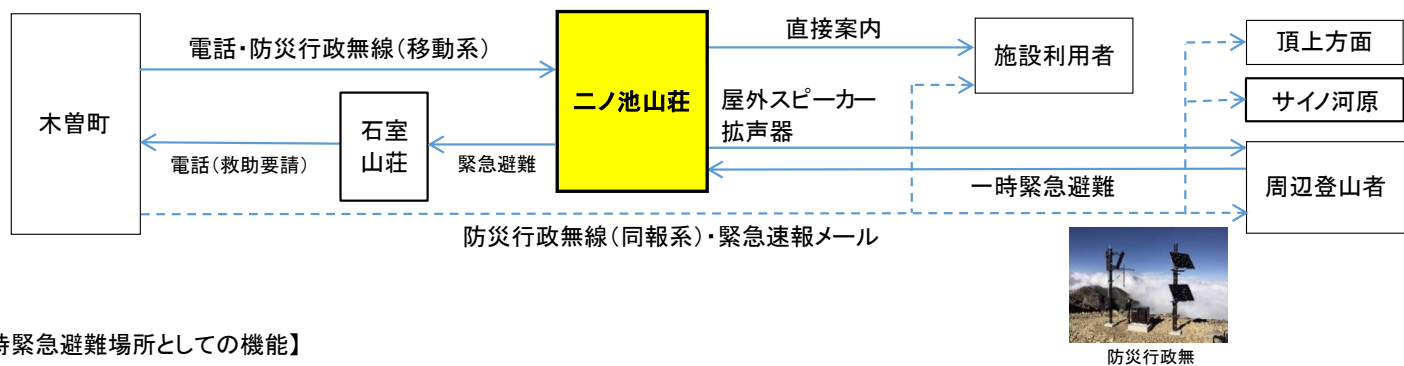 電話・防災行政無線(移動系)
直接案内
頂上方面
施設利用者
木曽町
二ノ池山荘
屋外スピーカー
拡声器
サイノ河原
石室
山荘
電話(救助要請)
緊急避難
一時緊急避難
周辺登山者
防災行政無線(同報系)・緊急速報メール
時緊急避難場所としての機能】
防災行政無